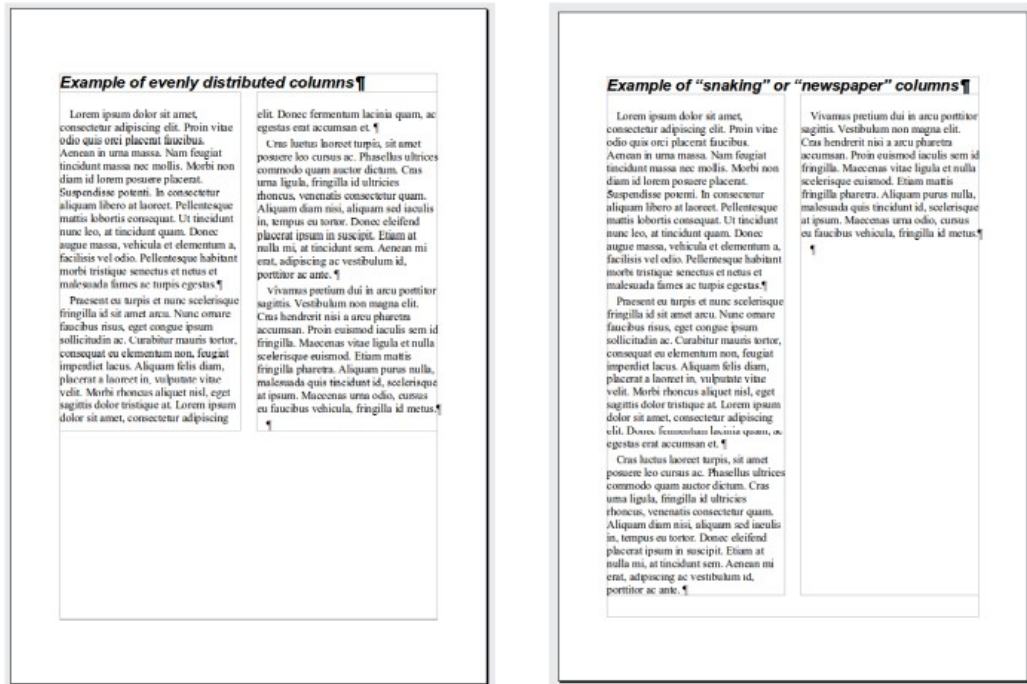 Example of evenly distributed columns¶
Lorem ipsum dolor sit amet,
consectetur adipiscing elit. Proin vitae
odio quis orci placerat faucibus.
Aenean in urna massa. Nam feugiat
tincidunt massa nec mollis. Morbi non
diam id lorem posuere placerat.
Suspendisse potenti. In consectetur
aliquam libero at laoreet. Pellentesque
mattis lobortis consequat. Ut tincidunt
nunc leo, at tincidunt quam. Donec
augue massa, vehicula et elementum a,
facilisis vel odio. Pellentesque habitant
morbi tristique senectus et netus et
malesuada fames ac turpis egestas.¶
Praesent eu turpis et nunc scelerisque
fringilla id sit amet arcu. Nunc ornare
faucibus risus, eget congue ipsum
sollicitudin ac. Curabitur mauris tortor,
consequat eu elementum non, feugiat
imperdiet lacus. Aliquam felis diam,
placerat a laoreet in, vulputate vitae
velit. Morbi rhoncus aliquet nisl, eget
sagittis dolor tristique at. Lorem ipsum
dolor sit amet, consectetur adipiscing
elit. Donec fermentum lacinia quam, ac
egestas erat accumsan et. ¶
Cras luctus laoreet turpis, sit amet
posuere leo cursus ac. Phasellus ultrices
commodo quam auctor dictum. Cras
urna ligula, fringilla id ultricies
rhoncus, venenatis consectetur quam.
Aliquam diam nisi, aliquam sed iaculis
in, tempus eu tortor. Donec eleifend
placerat ipsum in suscipit. Etiam at
nulla mi, at tincidunt sem. Aenean mi
erat, adipiscing ac vestibulum id,
porttitor ac ante. ¶
Vivamus pretium dui in arcu porttitor
sagittis. Vestibulum non magna elit.
Cras hendrerit nisi a arcu pharetra
accumsan. Proin euismod iaculis sem id
fringilla. Maecenas vitae ligula et nulla
scelerisque euismod. Etiam mattis
fringilla pharetra. Aliquam purus nulla,
malesuada quis tincidunt id, scelerisque
at ipsum. Maecenas urna odio, cursus
eu faucibus vehicula, fringilla id metus.¶
¶
Example of “snaking” or “newspaper” columns¶
Lorem ipsum dolor sit amet,
consectetur adipiscing elit. Proin vitae
odio quis orci placerat faucibus.
Aenean in urna massa. Nam feugiat
tincidunt massa nec mollis. Morbi non
diam id lorem posuere placerat.
Suspendisse potenti. In consectetur
aliquam libero at laoreet. Pellentesque
mattis lobortis consequat. Ut tincidunt
nunc leo, at tincidunt quam. Donec
augue massa, vehicula et elementum a,
facilisis vel odio. Pellentesque habitant
morbi tristique senectus et netus et
malesuada fames ac turpis egestas.¶
Praesent eu turpis et nunc scelerisque
fringilla id sit amet arcu. Nunc ornare
faucibus risus, eget congue ipsum
sollicitudin ac. Curabitur mauris tortor,
consequat eu elementum non, feugiat
imperdiet lacus. Aliquam felis diam,
placerat a laoreet in, vulputate vitae
velit. Morbi rhoncus aliquet nisl, eget
sagittis dolor tristique at. Lorem ipsum
dolor sit amet, consectetur adipiscing
elit. Donec fermentum lacinia quam, ac
egestas erat accumsan et. ¶
Cras luctus laoreet turpis, sit amet
posuere leo cursus ac. Phasellus ultrices
commodo quam auctor dictum. Cras
urna ligula, fringilla id ultricies
rhoncus, venenatis consectetur quam.
Aliquam diam nisi, aliquam sed iaculis
in, tempus eu tortor. Donec eleifend
placerat ipsum in suscipit. Etiam at
nulla mi, at tincidunt sem. Aenean mi
erat, adipiscing ac vestibulum id,
porttitor ac ante. ¶
Vivamus pretium dui in arcu porttitor
sagittis. Vestibulum non magna elit.
Cras hendrerit nisi a arcu pharetra
accumsan. Proin euismod iaculis sem id
fringilla. Maecenas vitae ligula et nulla
scelerisque euismod. Etiam mattis
fringilla pharetra. Aliquam purus nulla,
malesuada quis tincidunt id, scelerisque
at ipsum. Maecenas urna odio, cursus
eu faucibus vehicula, fringilla id metus.¶
¶